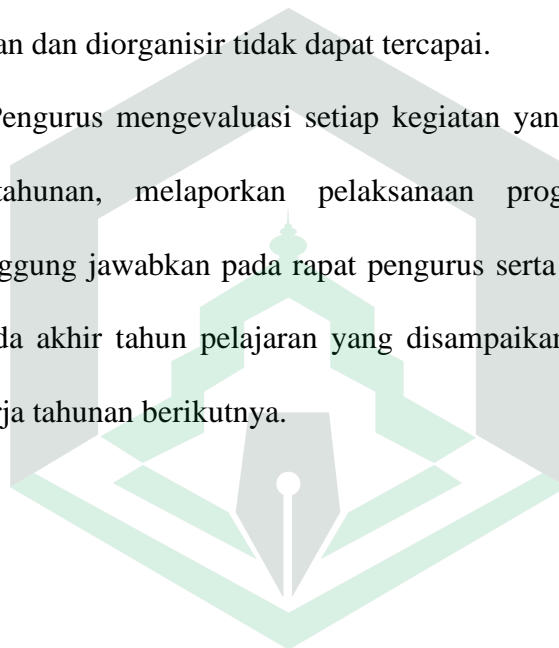 an dan diorganisir tidak dapat tercapai.
Pengurus mengevaluasi setiap kegiatan yan
tahunan, melaporkan pelaksanaan prog
ggung jawabkan pada rapat pengurus serta
da akhir tahun pelajaran yang disampaikan
rja tahunan berikutnya.